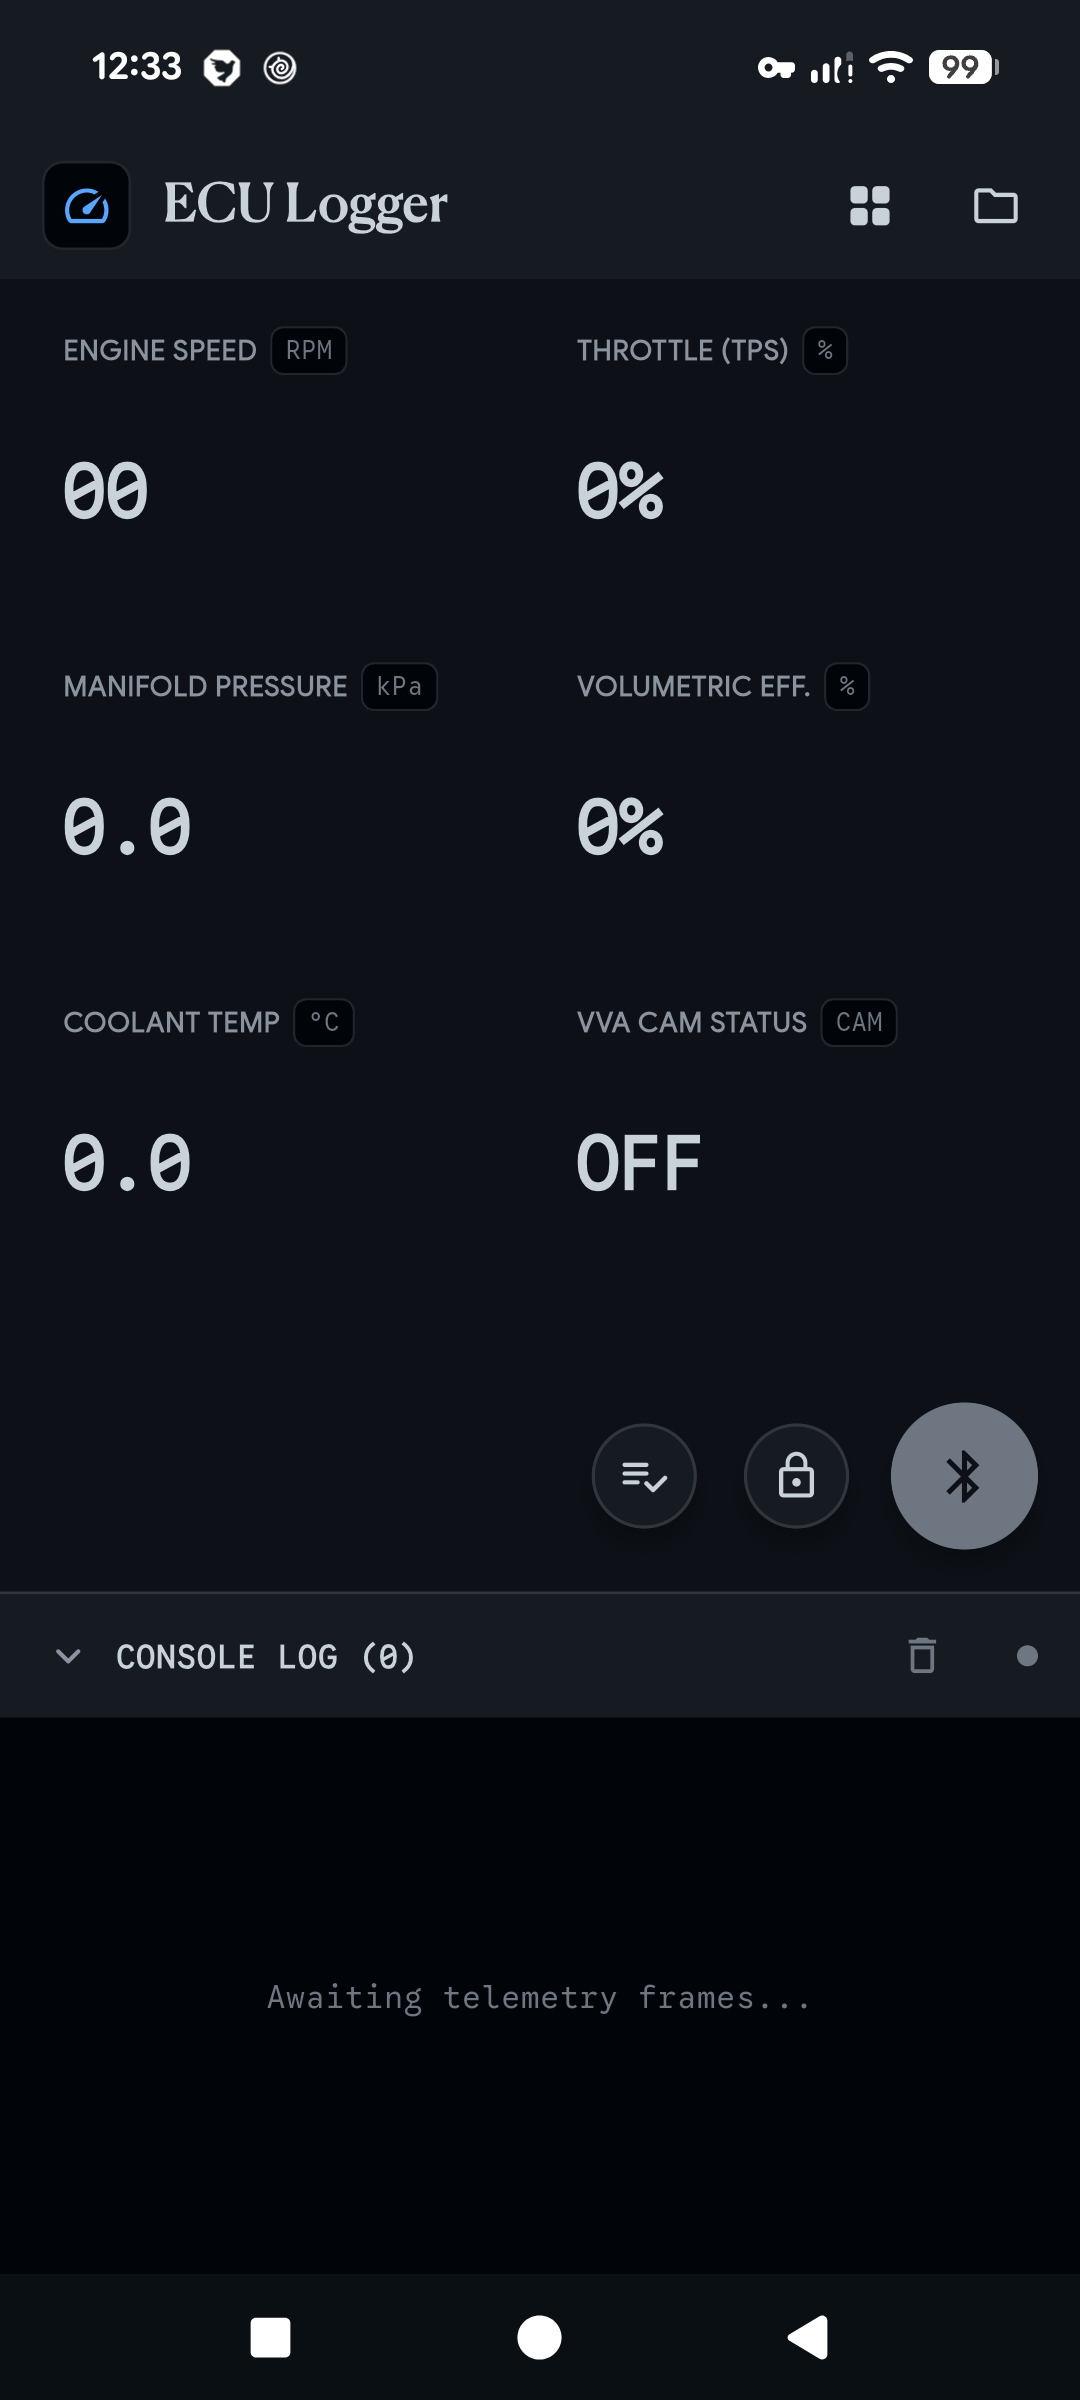 12:33 99
ECU Logger
ENGINE SPEED RPM
00
THROTTLE (TPS) %
0%
MANIFOLD PRESSURE kPa
0.0
VOLUMETRIC EFF. %
0%
COOLANT TEMP °C
0.0
VVA CAM STATUS CAM
OFF
CONSOLE LOG (0)
Awaiting telemetry frames...